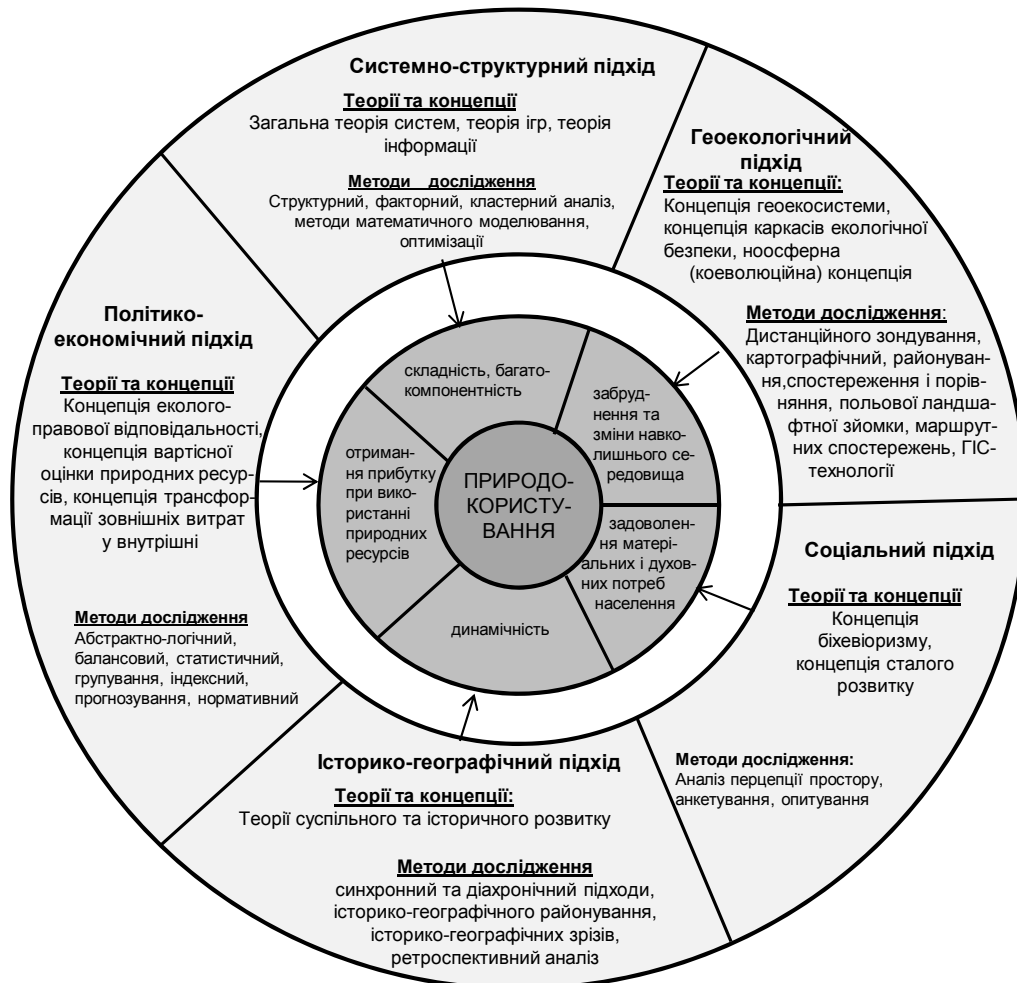 Системно-структурний підхід
Теорії та концепції
Загальна теорія систем, теорія ігр, теорія
інформації
Методи дослідження
Структурний, факторний, кластерний аналіз,
методи математичного моделювання,
оптимізації
Геоекологічний
підхід
Теорії та концепції:
Концепція геоекосистеми,
концепція каркасів екологічної
безпеки, ноосферна
(коеволюційна) концепція
Методи дослідження:
Дистанційного зондування,
картографічний, районуван-
ня,спостереження і порів-
няння, польової ландша-
фтної зйомки, маршрут-
них спостережень, ГІС-
технології
Соціальний підхід
Теорії та концепції
Концепція
біхевіоризму,
концепція сталого
розвитку
Методи дослідження:
Аналіз перцепції простору,
анкетування, опитування
Історико-географічний підхід
Теорії та концепції:
Теорії суспільного та історичного розвитку
Методи дослідження
синхронний та діахронічний підходи,
історико-географічного районування,
історико-географічних зрізів,
ретроспективний аналіз
Політико-
економічний підхід
Теорії та концепції
Концепція еколого-
правової відповідальності,
концепція вартісної
оцінки природних ресур-
сів, концепція трансфор-
мації зовнішніх витрат
у внутрішні
Методи дослідження
Абстрактно-логічний,
балансовий, статистичний,
групування, індексний,
прогнозування, нормативний
складність, багато-
компонентність
забруд-
нення та
зміни навко-
лишнього се-
редовища
задоволен-
ня матері-
альних і духов-
них потреб
населення
динамічність
отриман-
ня прибутку
при вико-
ристанні
природних
ресурсів
ПРИРОДО-
КОРИСТУ-
ВАННЯ